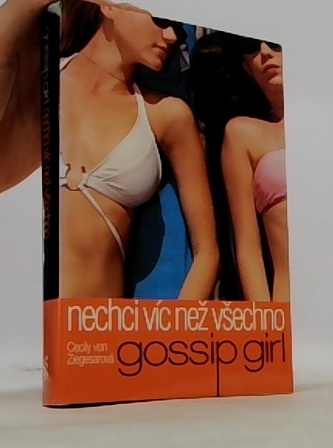 nechci víc než všechno
Cecily von
Ziegesarová
gossip girl